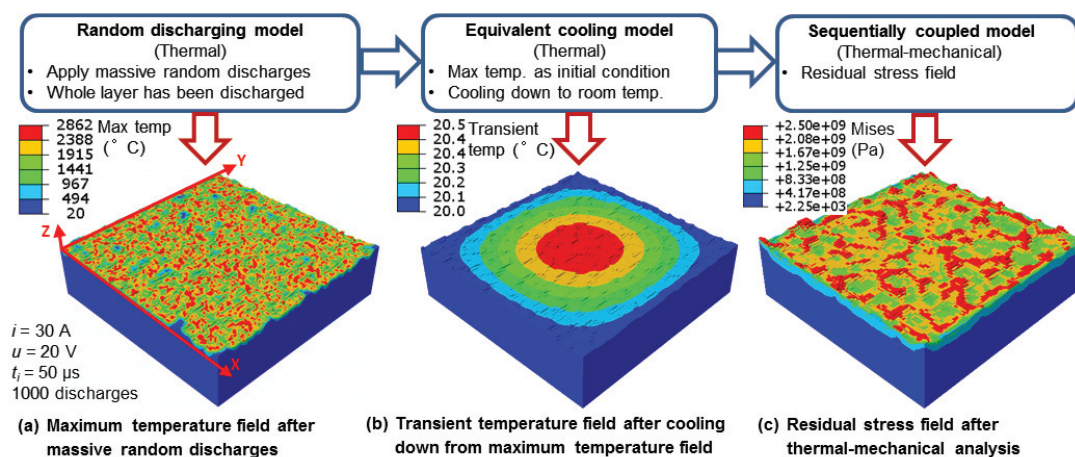 Random discharging model
(Thermal)
• Apply massive random discharges
• Whole layer has been discharged
Equivalent cooling model
(Thermal)
• Max temp. as initial condition
• Cooling down to room temp.
Sequentially coupled model
(Thermal-mechanical)
• Residual stress field
2862 Max temp
2388 (° C)
1915
1441
967
494
20
Y
Z
X
i = 30 A
u = 20 V
tᵢ = 50 μs
1000 discharges
20.5 Transient
20.4 temp (° C)
20.4
20.3
20.2
20.1
20.0
+2.50e+09 Mises
+2.08e+09 (Pa)
+1.67e+09
+1.25e+09
+8.33e+08
+4.17e+08
+2.25e+03
(a) Maximum temperature field after
massive random discharges
(b) Transient temperature field after cooling
down from maximum temperature field
(c) Residual stress field after
thermal-mechanical analysis